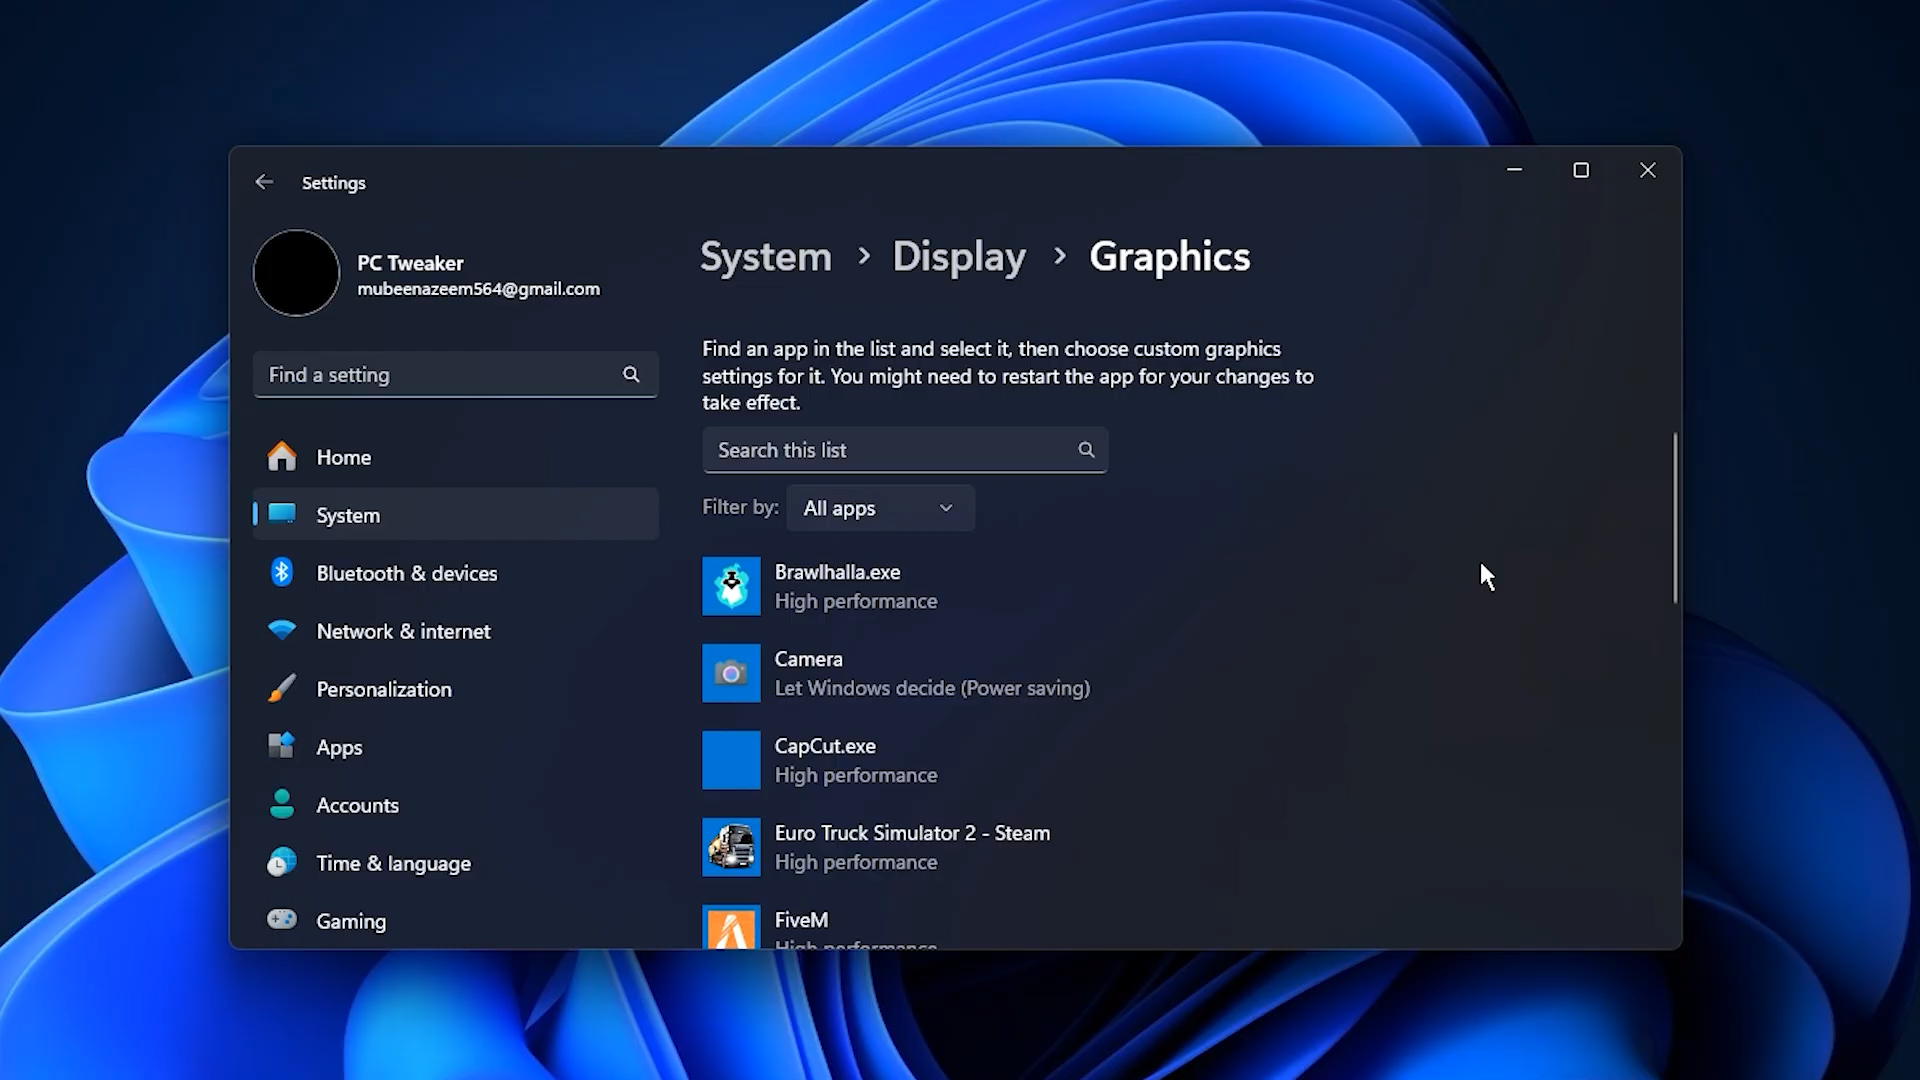 Settings
PC Tweaker
mubeenazeem564@gmail.com
Find a setting
Home
System
Bluetooth & devices
Network & internet
Personalization
Apps
Accounts
Time & language
Gaming
System > Display > Graphics
Find an app in the list and select it, then choose custom graphics
settings for it. You might need to restart the app for your changes to
take effect.
Search this list
Filter by: All apps
Brawlhalla.exe
High performance
Camera
Let Windows decide (Power saving)
CapCut.exe
High performance
Euro Truck Simulator 2 - Steam
High performance
FiveM
High performance